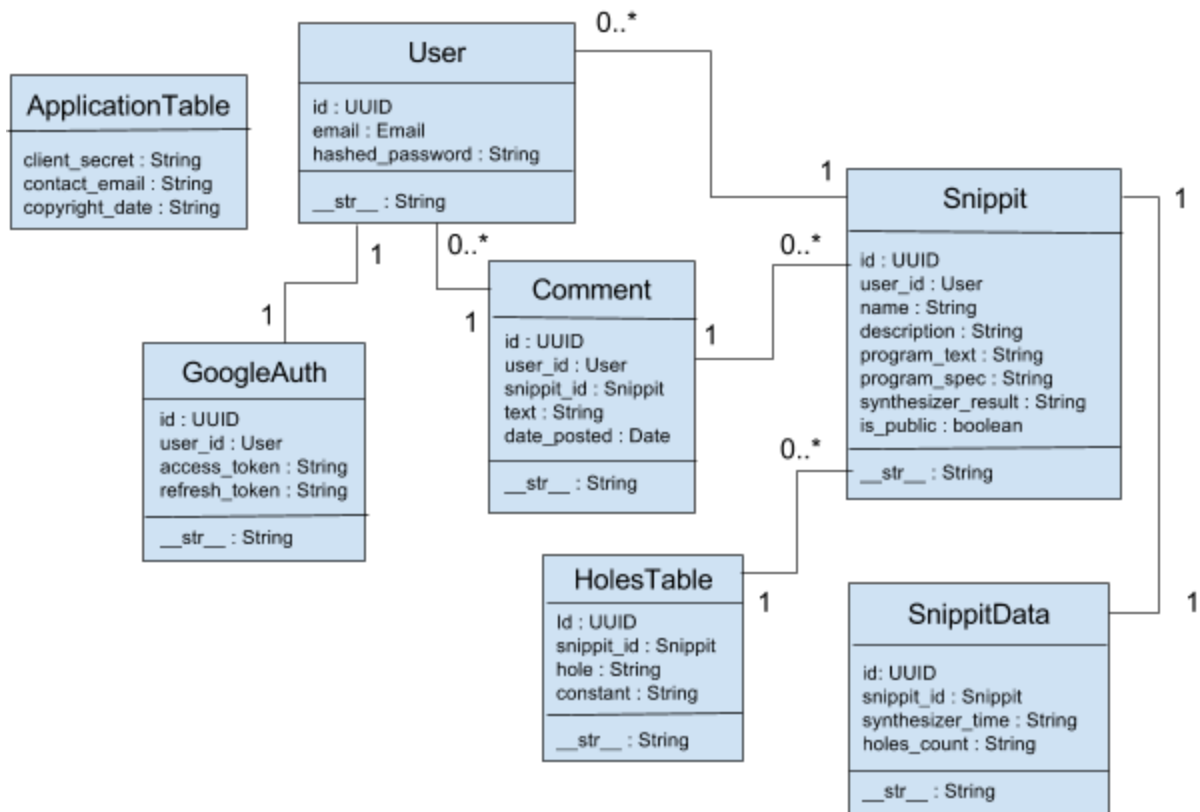 0..*
User
id : UUID
email : Email
hashed_password : String
__str__ : String
ApplicationTable
client_secret : String
contact_email : String
copyright_date : String
1
Snippit
id : UUID
user_id : User
name : String
description : String
program_text : String
program_spec : String
synthesizer_result : String
is_public : boolean
__str__ : String
1
1
0..*
0..*
Comment
id : UUID
user_id : User
snippit_id : Snippit
text : String
date_posted : Date
__str__ : String
1
1
1
GoogleAuth
id : UUID
user_id : User
access_token : String
refresh_token : String
__str__ : String
0..*
HolesTable
Id : UUID
snippit_id : Snippit
hole : String
constant : String
__str__ : String
1
1
SnippitData
id: UUID
snippit_id : Snippit
synthesizer_time : String
holes_count : String
__str__ : String